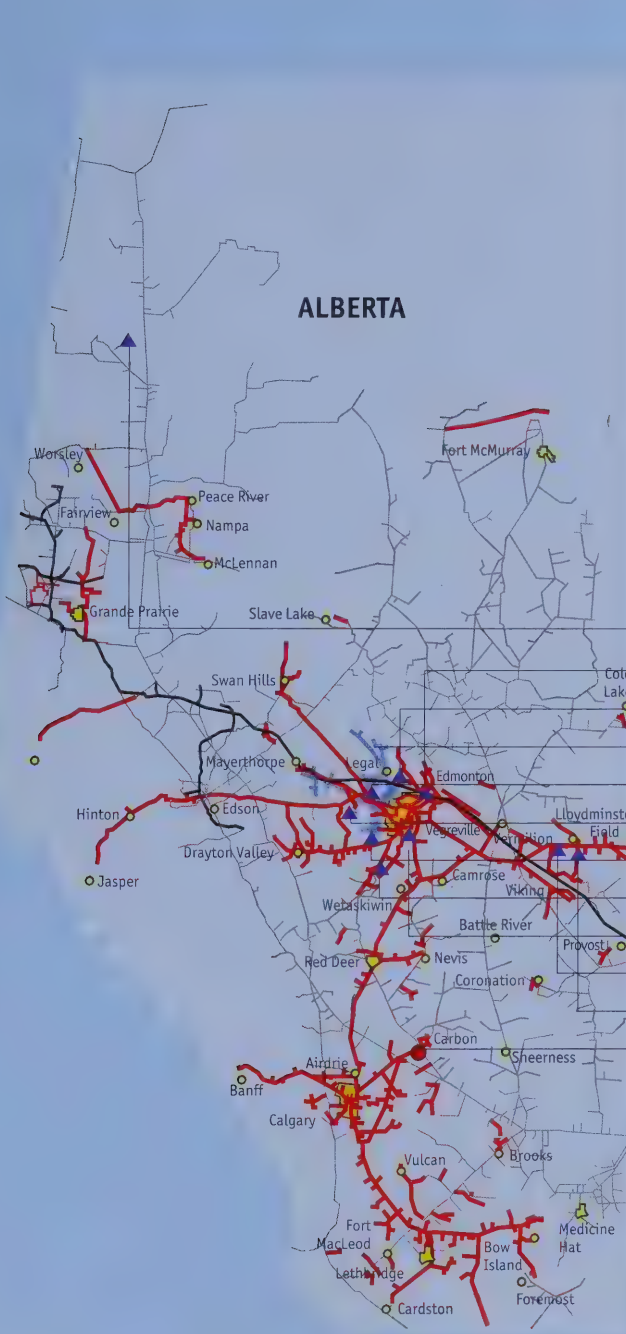 ALBERTA
Worsley
Fort McMurray
Peace River
Fairview
Nampa
McLennan
Grande Prairie
Slave Lake
Swan Hills
Mayerthorpe
Legal
Edmonton
Hinton
Edson
Vegreville
Vermilion
Field
Drayton Valley
Jasper
Camrose
Viking
Wetaskiwin
Battle River
Provost
Red Deer
Nevis
Coronation
Carbon
Airdrie
Sheerness
Banff
Calgary
Brooks
Vulcan
Fort
MacLeod
Medicine
Hat
Bow
Island
Lethbridge
Foremost
Cardston